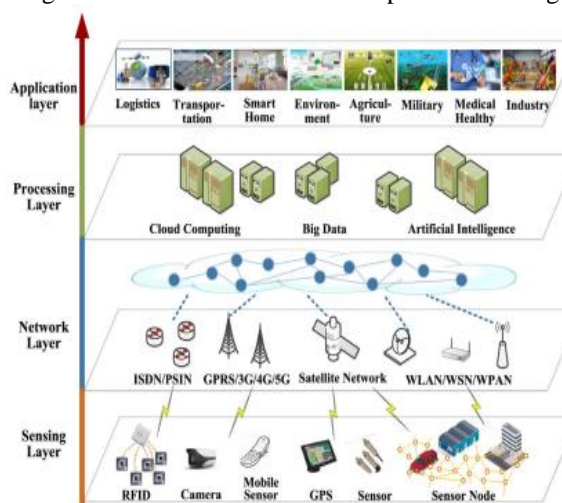 Application
layer
Logistics
Transpor-
tation
Smart
Home
Environ-
ment
Agricul-
ture
Military
Medical
Healthy
Industry
Processing
Layer
Cloud Computing
Big Data
Artificial Intelligence
Network
Layer
ISDN/PSIN
GPRS/3G/4G/5G
Satellite Network
WLAN/WSN/WPAN
Sensing
Layer
RFID
Camera
Mobile
Sensor
GPS
Sensor
Sensor Node